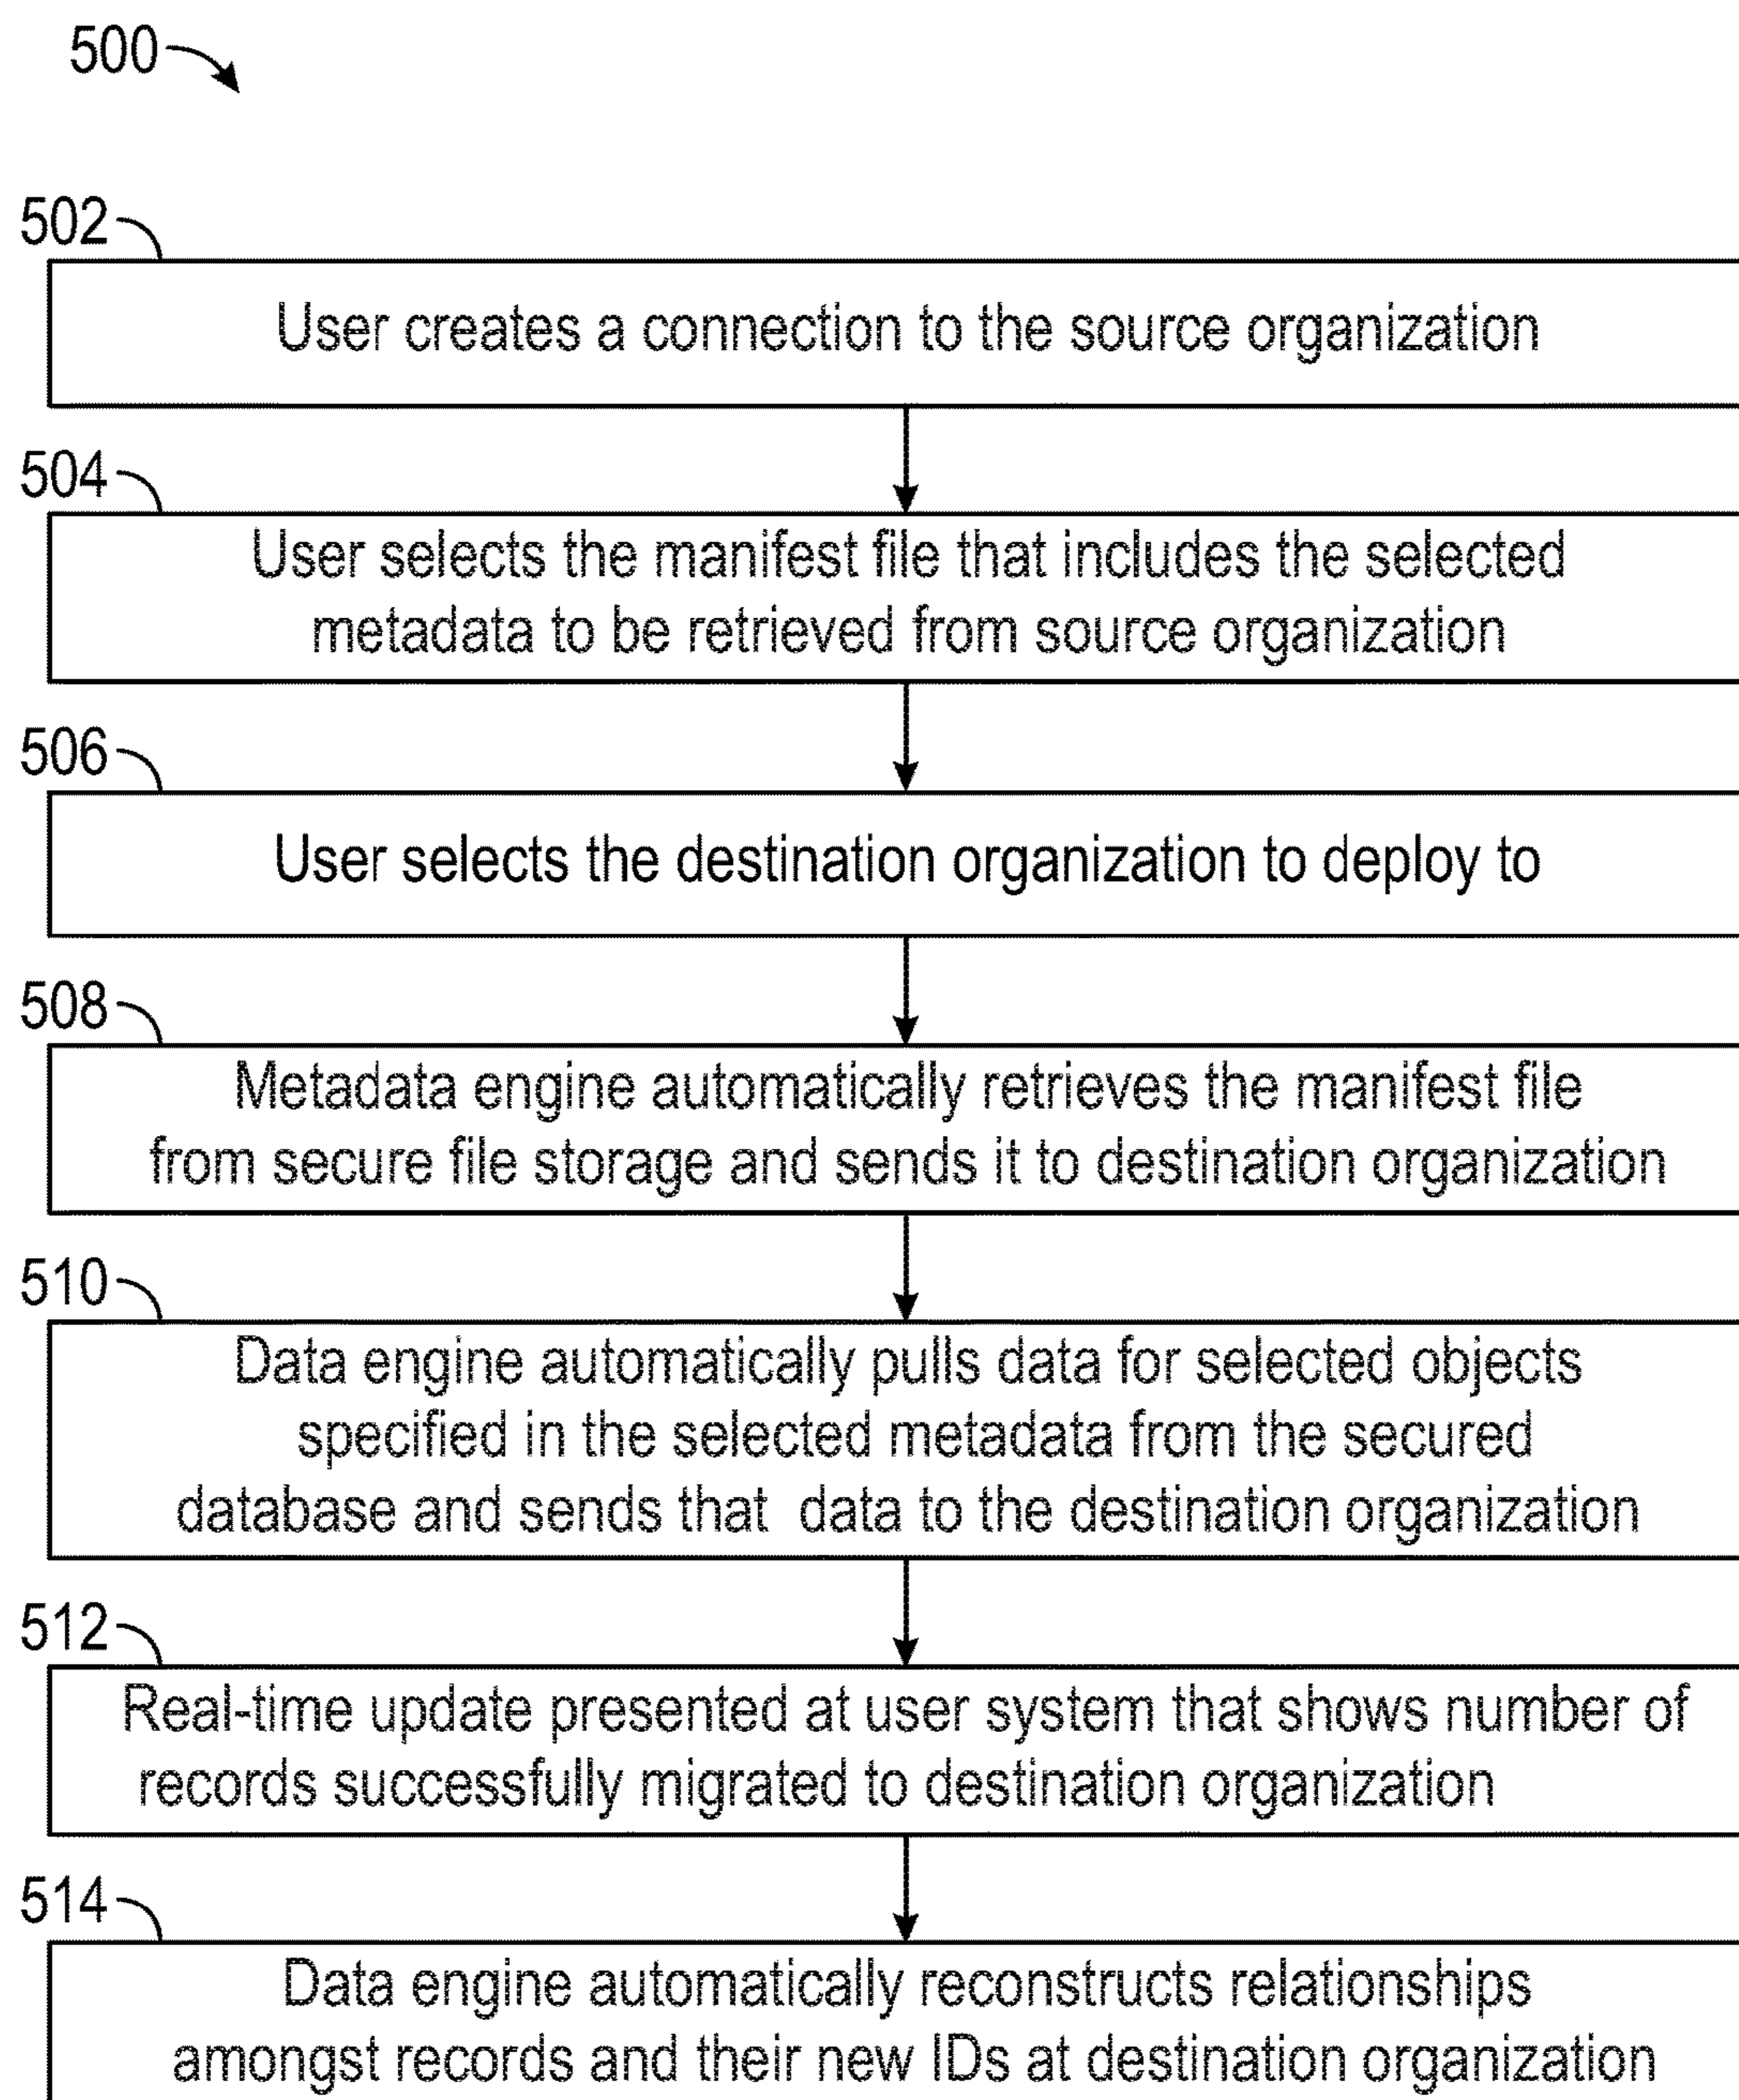 500
502
User creates a connection to the source organization
504
User selects the manifest file that includes the selected
metadata to be retrieved from source organization
506
User selects the destination organization to deploy to
508
Metadata engine automatically retrieves the manifest file
from secure file storage and sends it to destination organization
510
Data engine automatically pulls data for selected objects
specified in the selected metadata from the secured
database and sends that data to the destination organization
512
Real-time update presented at user system that shows number of
records successfully migrated to destination organization
514
Data engine automatically reconstructs relationships
amongst records and their new IDs at destination organization